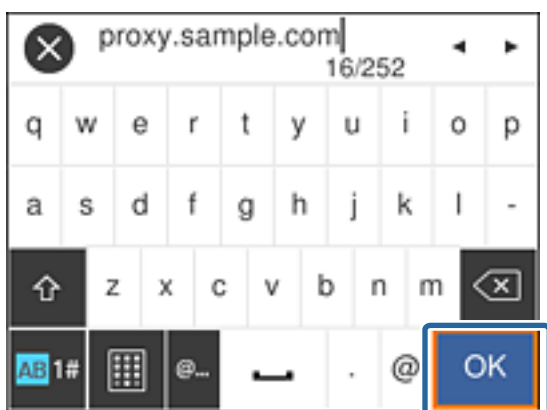 proxy.sample.com
16/252
q w e r t y u i o p
a s d f g h j k l -
z x c v b n m
AB 1# @... . @ OK